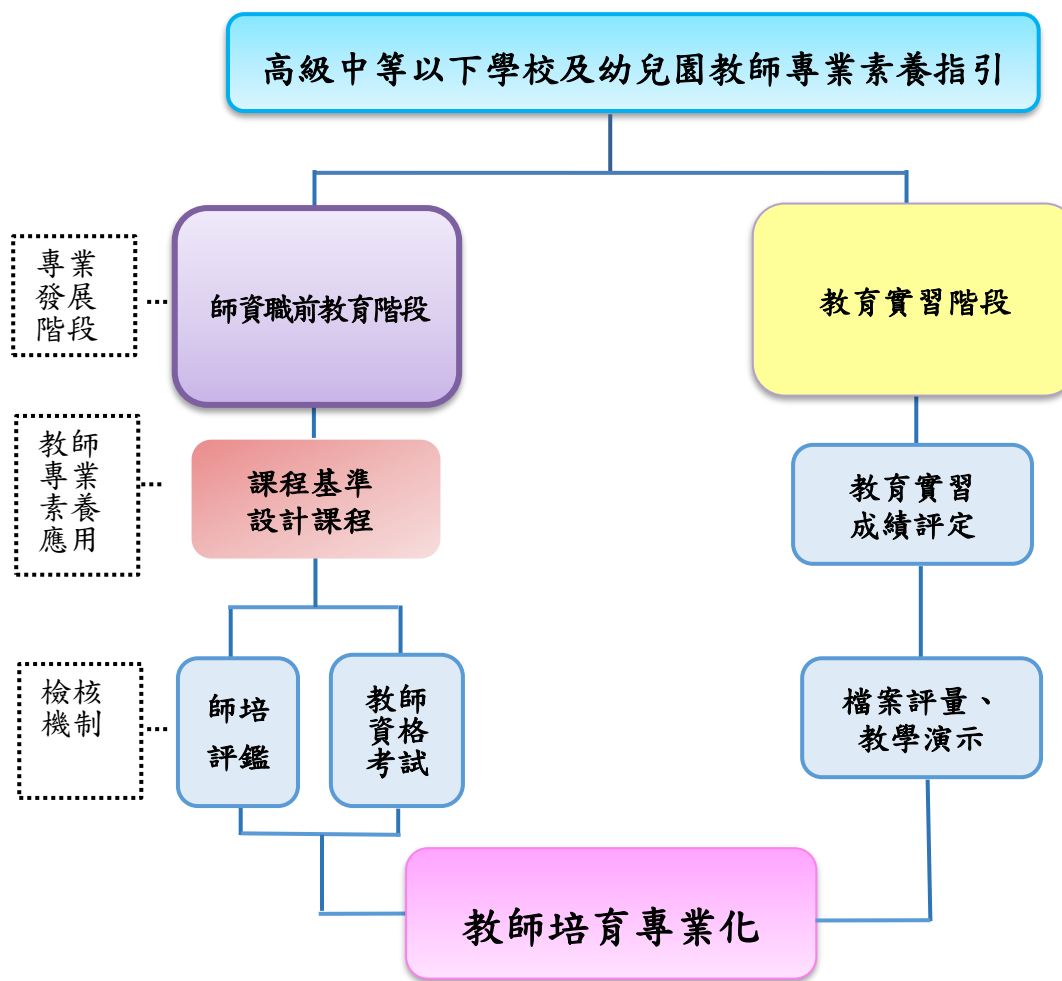 高級中等以下學校及幼兒園教師專業素養指引
專業
發展
階段
師資職前教育階段
教育實習階段
教師
專業
素養
應用
課程基準
設計課程
教育實習
成績評定
檢核
機制
師培
評鑑
教師
資格
考試
檔案評量、
教學演示
教師培育專業化